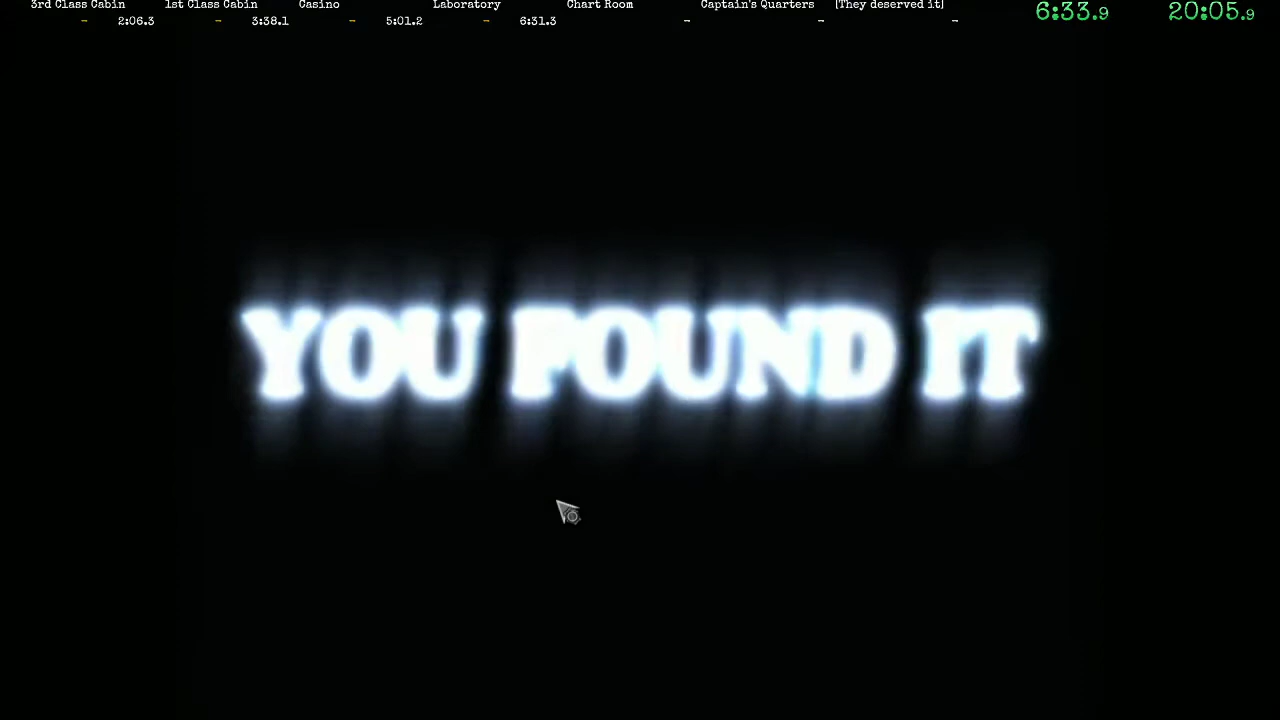 3rd Class Cabin 1st Class Cabin Casino Laboratory Chart Room Captain's Quarters [They deserved it] 6:33.9 20:05.9
– 2:06.3 – 3:38.1 – 5:01.2 – 6:31.3 – – –
YOU FOUND IT